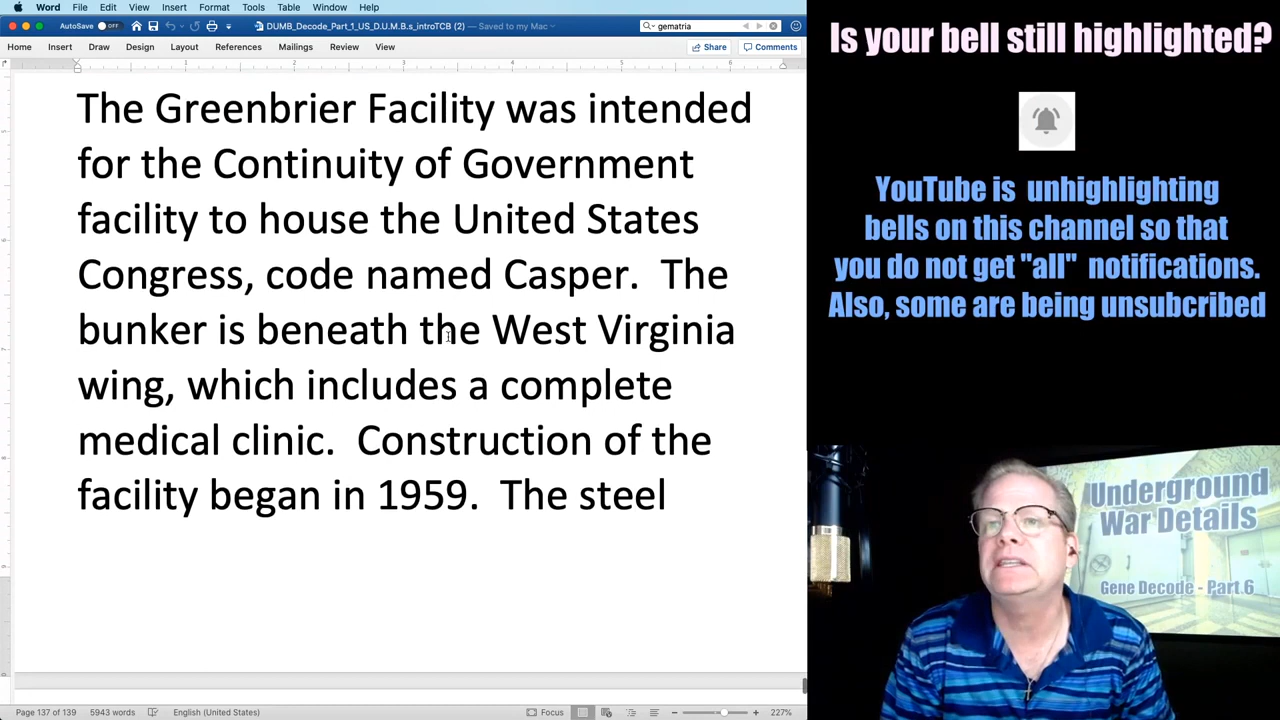 Word File Edit View Insert Format Tools Table Window Help
AutoSave OFF DUMB_Decode_Part_1_US_D.U.M.B.s_introTCB (2) — Saved to my Mac gematria
Home Insert Draw Design Layout References Mailings Review View Share Comments
The Greenbrier Facility was intended
for the Continuity of Government
facility to house the United States
Congress, code named Casper.  The
bunker is beneath the West Virginia
wing, which includes a complete
medical clinic.  Construction of the
facility began in 1959.  The steel
Page 137 of 139 5943 words English (United States) Focus 227%
Is your bell still highlighted?
YouTube is unhighlighting
bells on this channel so that
you do not get "all" notifications.
Also, some are being unsubcribed
Underground
War Details
Gene Decode - Part 6